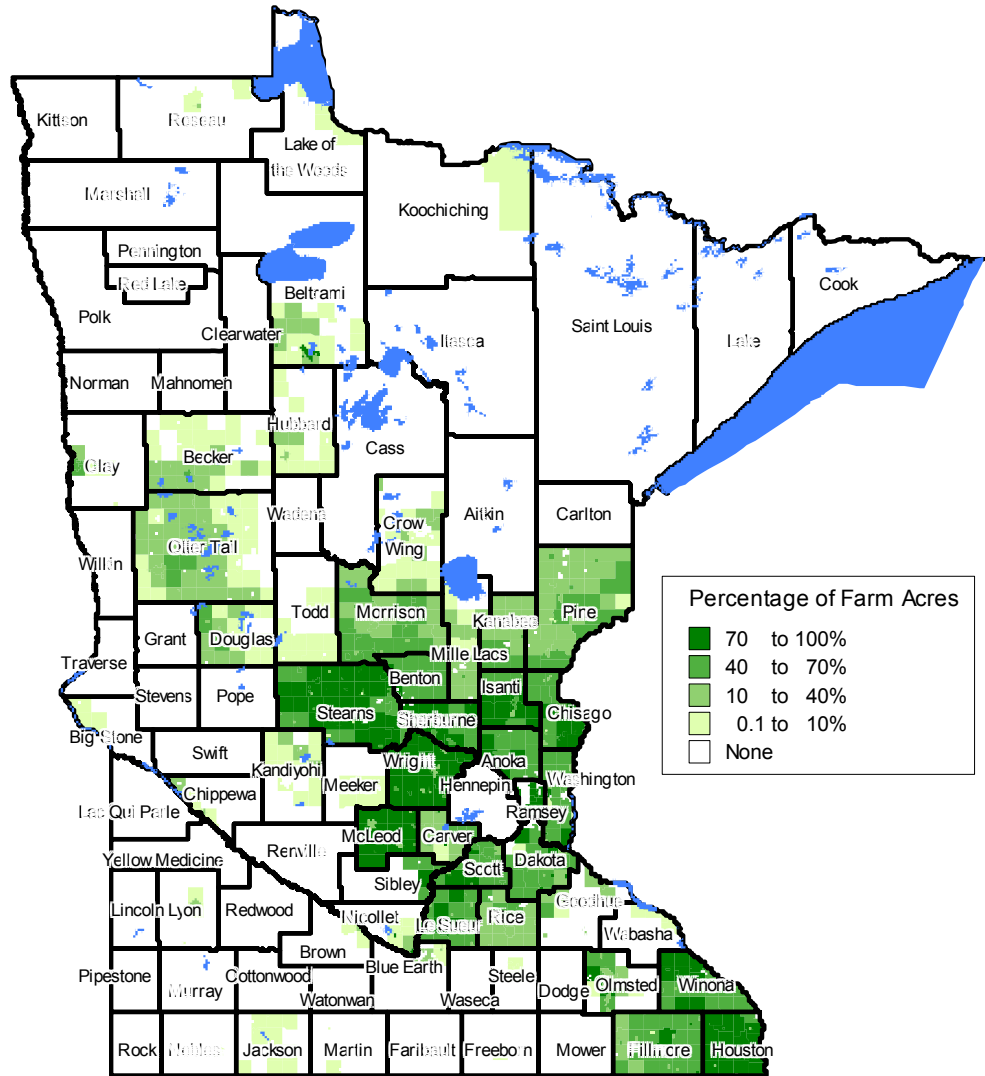 Kittson
Roseau
Lake of
the Woods
Marshall
Koochiching
Pennington
Red Lake
Polk
Clearwater
Beltrami
Itasca
Saint Louis
Lake
Cook
Norman
Mahnomen
Hubbard
Cass
Clay
Becker
Wadena
Crow
Wing
Aitkin
Carlton
Otter Tail
Wilkin
Todd
Morrison
Kanabec
Pine
Grant
Douglas
Mille Lacs
Traverse
Stevens
Pope
Benton
Isanti
Stearns
Sherburne
Chisago
Big Stone
Swift
Kandiyohi
Meeker
Wright
Anoka
Hennepin
Washington
Ramsey
Lac Qui Parle
Chippewa
McLeod
Carver
Renville
Yellow Medicine
Sibley
Scott
Dakota
Lincoln
Lyon
Redwood
Nicollet
Le Sueur
Rice
Goodhue
Wabasha
Brown
Blue Earth
Steele
Pipestone
Murray
Cottonwood
Watonwan
Waseca
Dodge
Olmsted
Winona
Rock
Nobles
Jackson
Martin
Faribault
Freeborn
Mower
Fillmore
Houston
Percentage of Farm Acres
70 to 100%
40 to 70%
10 to 40%
0.1 to 10%
None